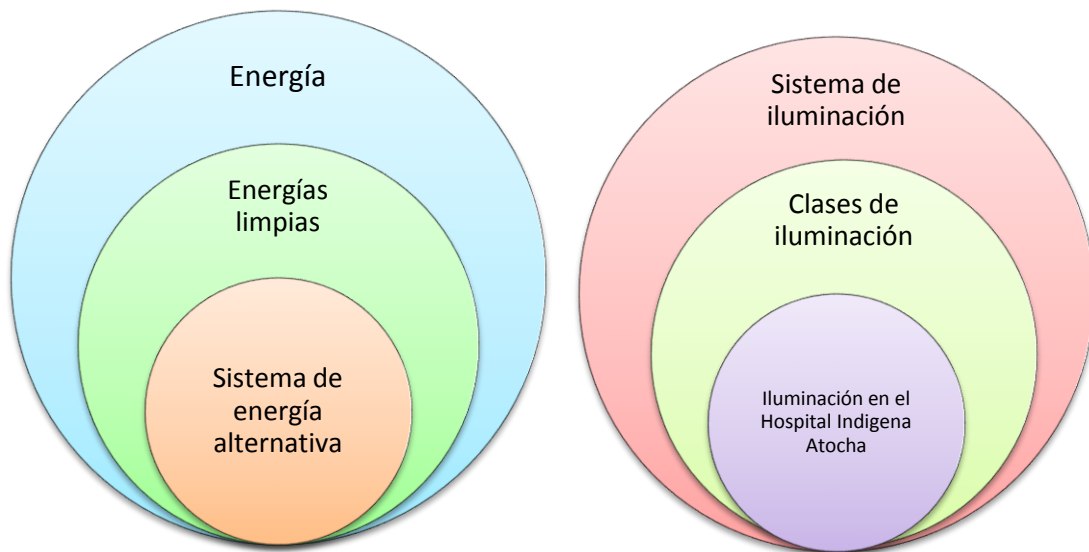 Energía
Energías
limpias
Sistema de
energía
alternativa
Sistema de
iluminación
Clases de
iluminación
Iluminación en el
Hospital Indigena
Atocha